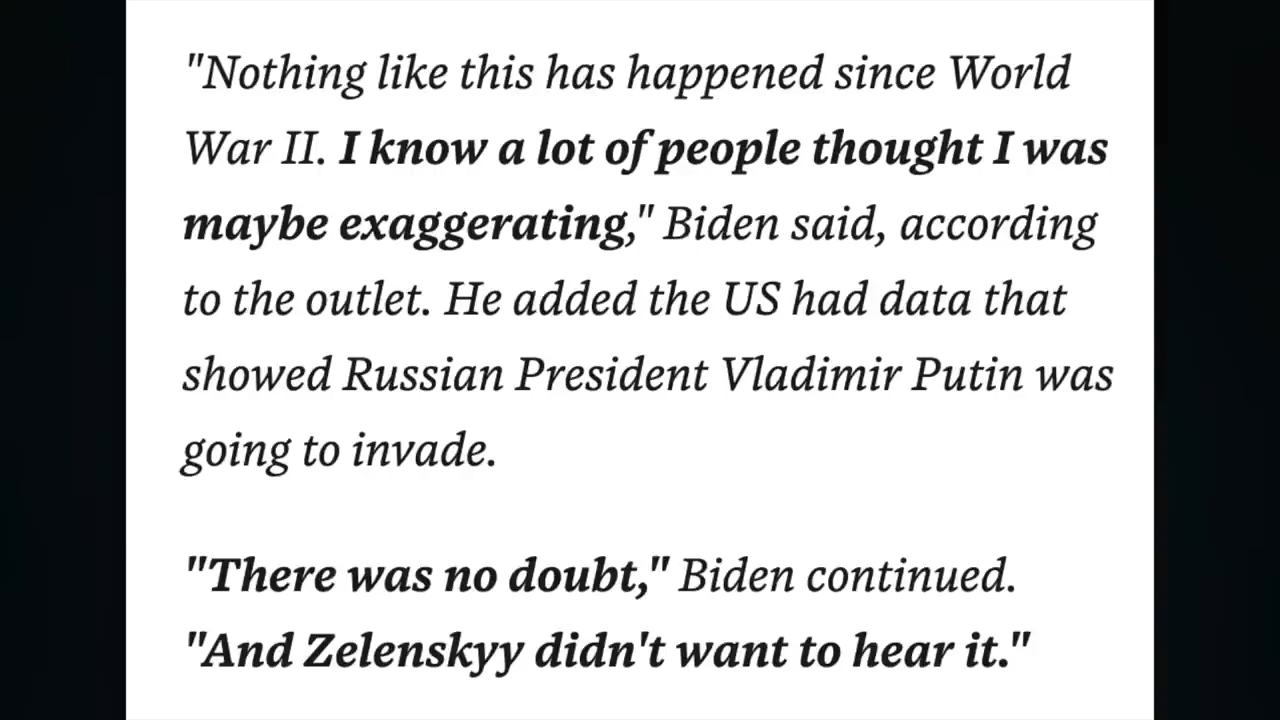 "Nothing like this has happened since World
War II. I know a lot of people thought I was
maybe exaggerating," Biden said, according
to the outlet. He added the US had data that
showed Russian President Vladimir Putin was
going to invade.
"There was no doubt," Biden continued.
"And Zelenskyy didn't want to hear it."